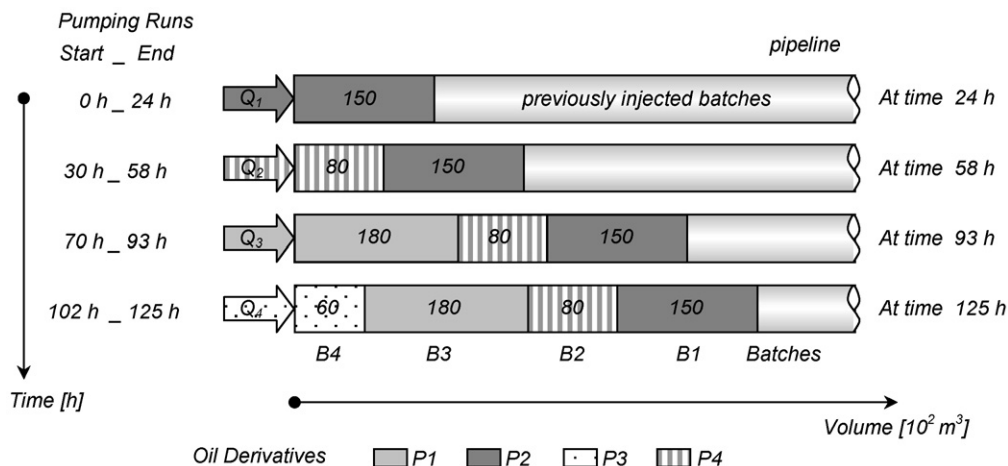 Pumping Runs
Start _ End
pipeline
0 h _ 24 h Q1 150 previously injected batches At time 24 h
30 h _ 58 h Q2 80 150 At time 58 h
70 h _ 93 h Q3 180 80 150 At time 93 h
102 h _ 125 h Q4 60 180 80 150 At time 125 h
B4 B3 B2 B1 Batches
Time [h]
Volume [10² m³]
Oil Derivatives P1 P2 P3 P4